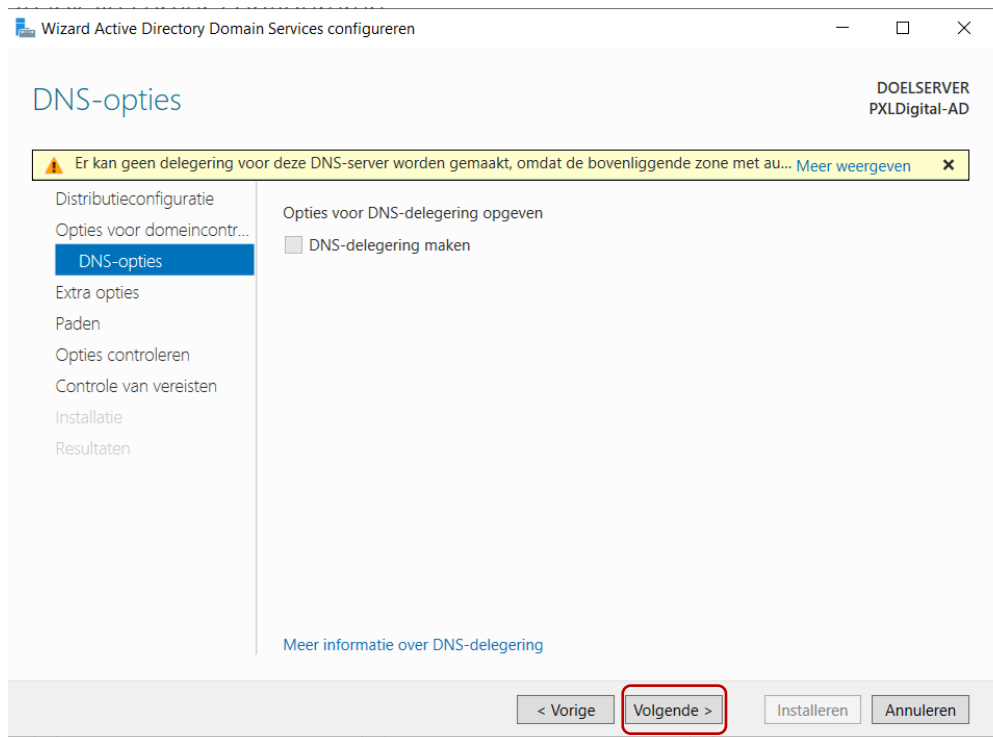 Wizard Active Directory Domain Services configureren
DNS-opties
DOELSERVER
PXLDigital-AD
Er kan geen delegering voor deze DNS-server worden gemaakt, omdat de bovenliggende zone met au... Meer weergeven
Distributieconfiguratie
Opties voor domeincontr...
DNS-opties
Extra opties
Paden
Opties controleren
Controle van vereisten
Installatie
Resultaten
Opties voor DNS-delegering opgeven
DNS-delegering maken
Meer informatie over DNS-delegering
< Vorige
Volgende >
Installeren
Annuleren